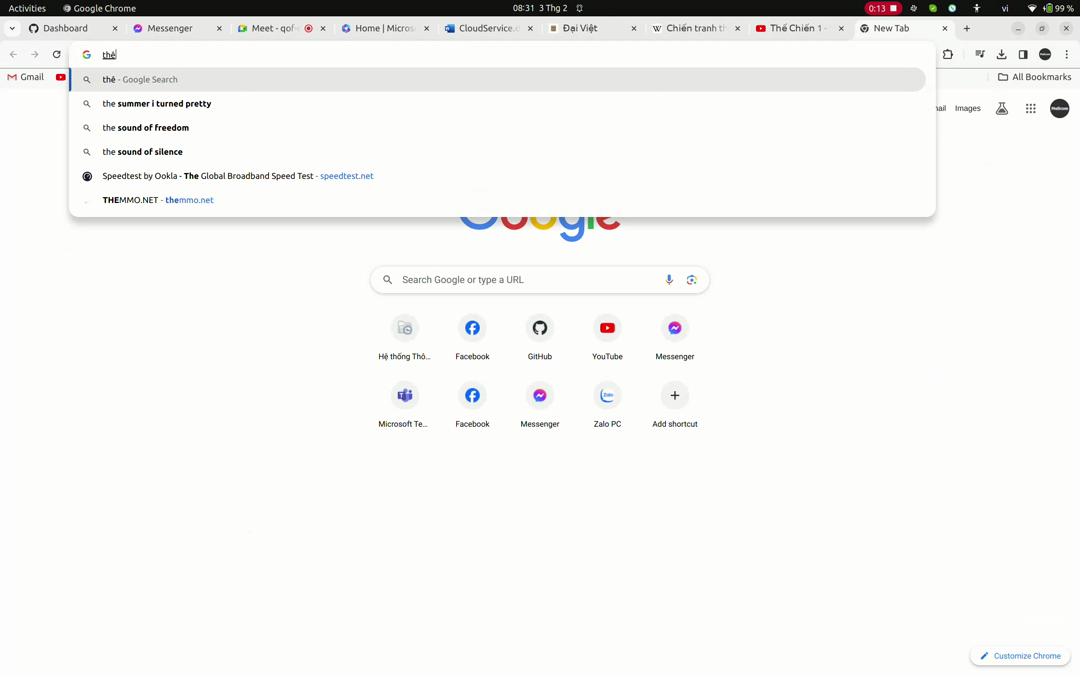 Activities Google Chrome 08:31 3 Thg 2 0:13 vi 99 %
Dashboard Messenger Meet - qof- Home | Micros CloudService.c Đại Việt Chiến tranh th Thế Chiến 1 - New Tab
thế
Gmail All Bookmarks
thê - Google Search
the summer i turned pretty
the sound of freedom
the sound of silence
Speedtest by Ookla - The Global Broadband Speed Test - speedtest.net
THEMMO.NET - themmo.net
Images
Google
Search Google or type a URL
Hệ thống Thô... Facebook GitHub YouTube Messenger
Microsoft Te... Facebook Messenger Zalo PC Add shortcut
Customize Chrome